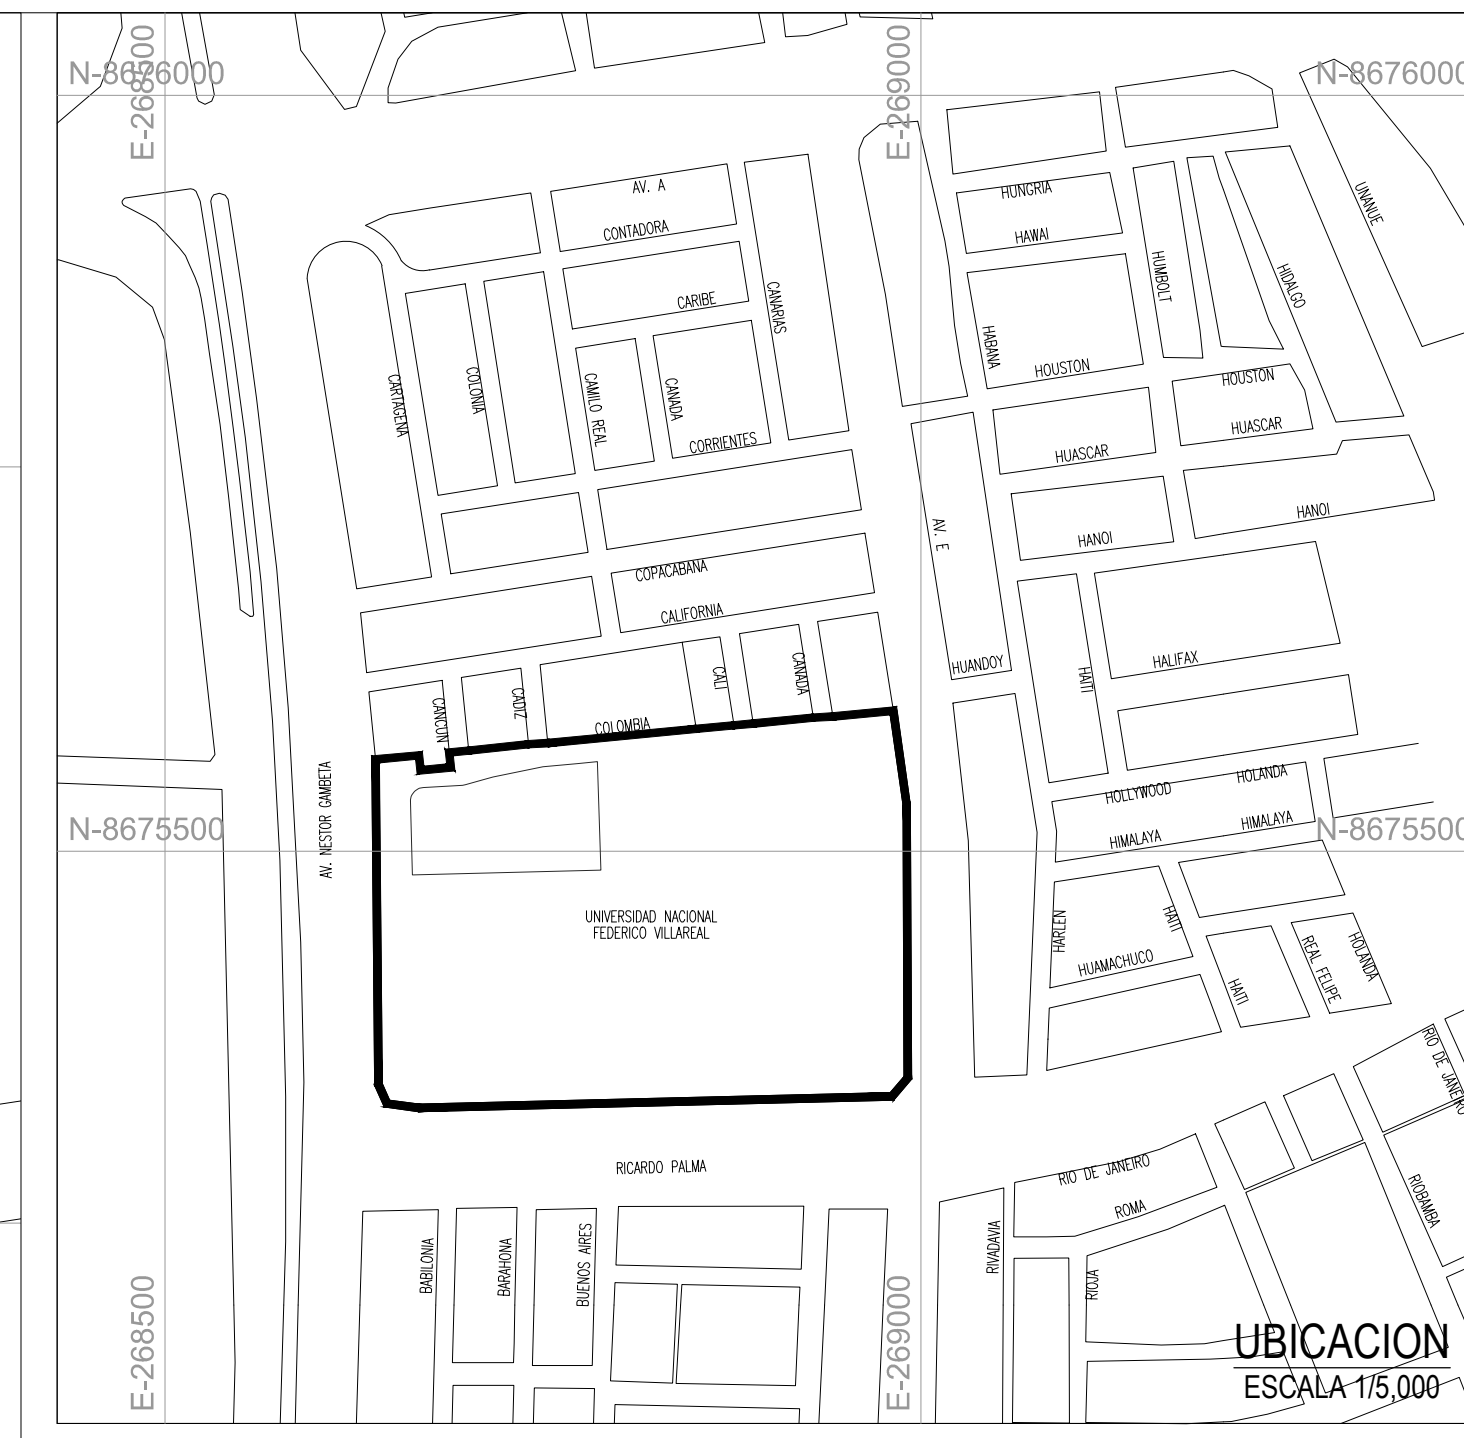 N-8676000
E-268500
E-269000
N-8676000
AV. A
CONTADORA
HUNGRIA
HAWAI
UNANUE
CARIBE
CANARIAS
HUMBOLT
HIDALGO
HABANA
HOUSTON
HOUSTON
CARTAGENA
COLONIA
CAMILO REAL
CANADA
CORRIENTES
HUASCAR
HUASCAR
AV. E
HANOI
HANOI
COPACABANA
CALIFORNIA
HUANDOY
HALIFAX
HAITI
CANCUN
CADIZ
COLOMBIA
CALI
CANADA
AV. NESTOR GAMBETA
HOLLYWOOD
HOLANDA
HIMALAYA
HIMALAYA
N-8675500
N-8675500
UNIVERSIDAD NACIONAL
FEDERICO VILLAREAL
HARLEN
HAITI
HUAMACHUCO
HAITI
REAL FELIPE
HOLANDA
RIO DE JANEIRO
RICARDO PALMA
RIO DE JANEIRO
ROMA
RIOBAMBA
BABILONIA
BARAHONA
BUENOS AIRES
RIVADAVIA
RIOJA
E-268500
E-269000
UBICACION
ESCALA 1/5,000